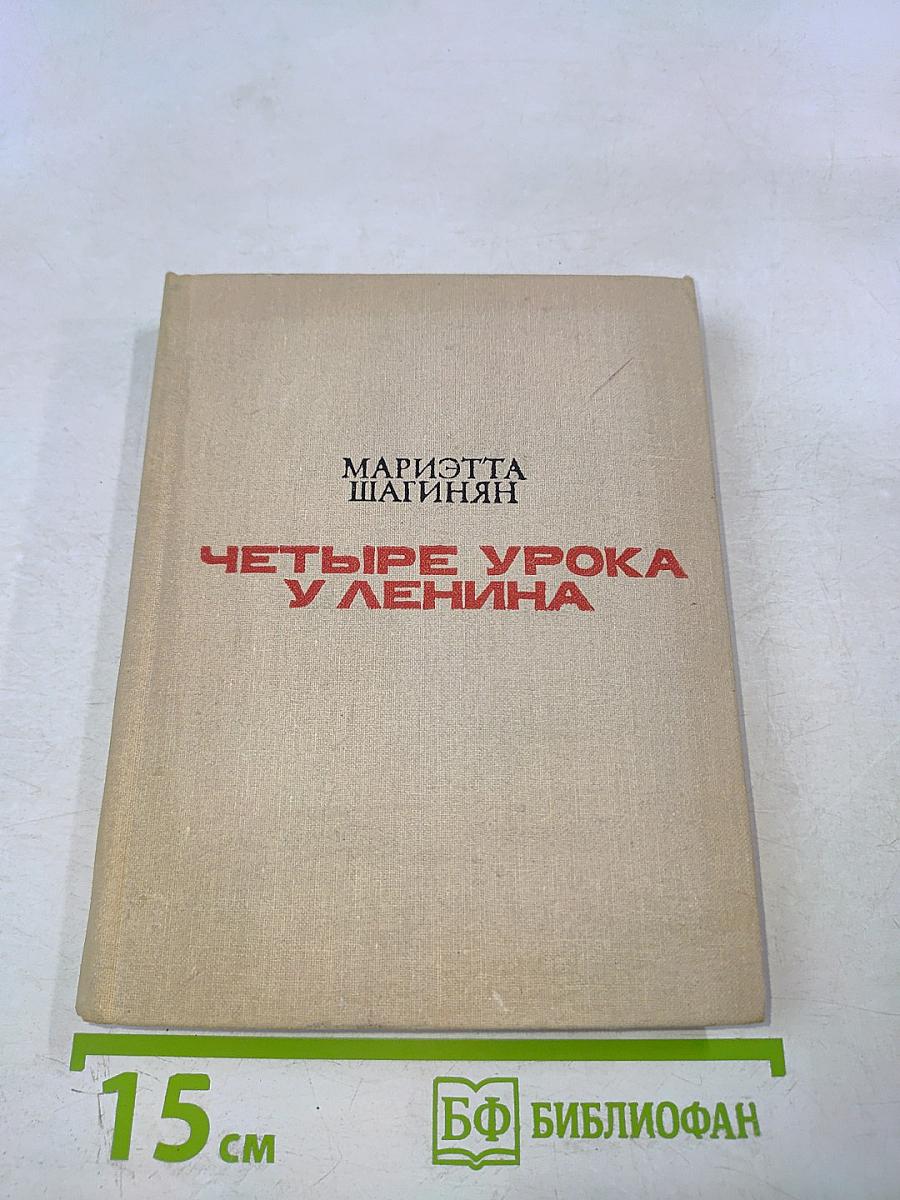 МАРИЭТТА
ШАГИНЯН
ЧЕТЫРЕ УРОКА
У ЛЕНИНА
15 см
БФ БИБЛИОФАН